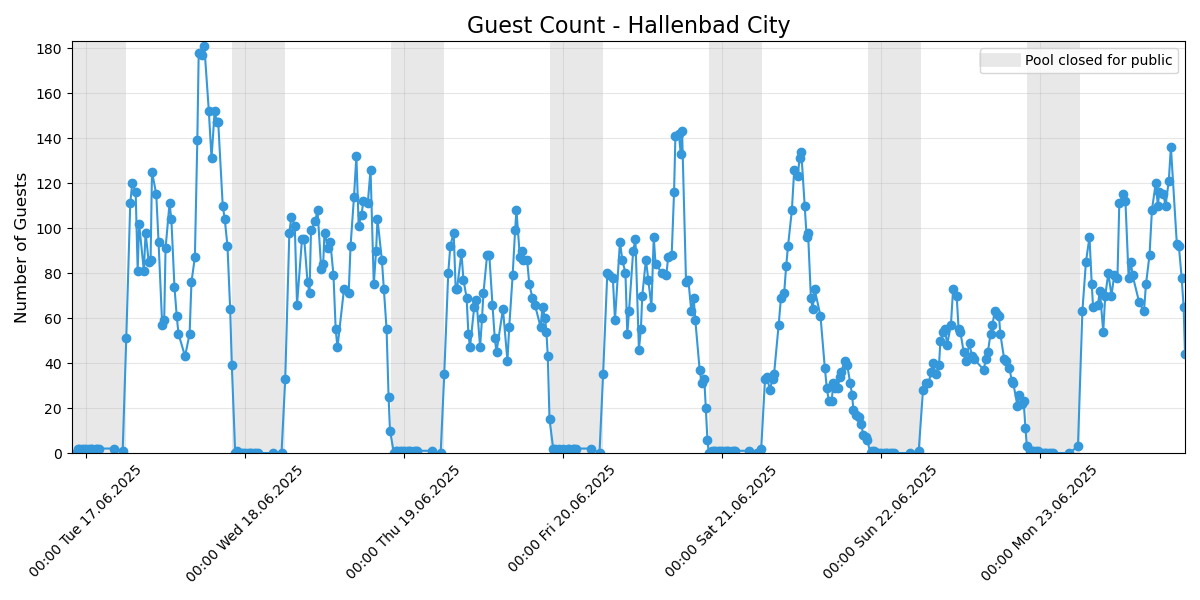 Guest Count - Hallenbad City
Pool closed for public
Number of Guests
180
160
140
120
100
80
60
40
20
0
00:00 Tue 17.06.2025
00:00 Wed 18.06.2025
00:00 Thu 19.06.2025
00:00 Fri 20.06.2025
00:00 Sat 21.06.2025
00:00 Sun 22.06.2025
00:00 Mon 23.06.2025